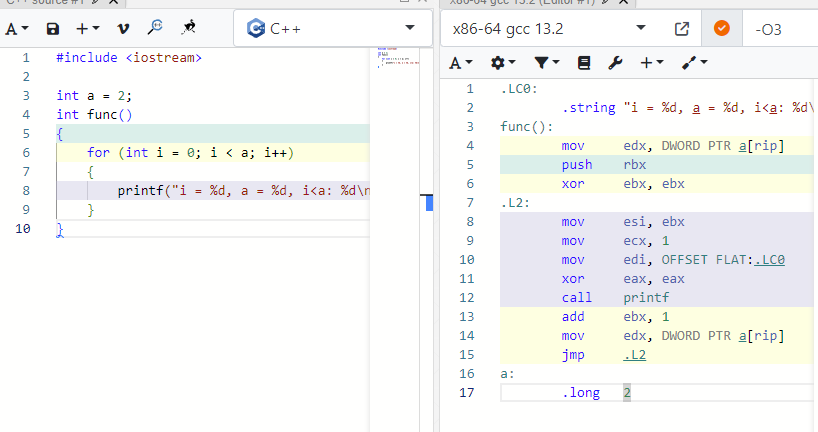 C++ source #1
A
C++
1 #include <iostream>
2
3 int a = 2;
4 int func()
5 {
6 for (int i = 0; i < a; i++)
7 {
8 printf("i = %d, a = %d, i<a: %d\n
9 }
10 }
x86-64 gcc 13.2 (Editor #1)
x86-64 gcc 13.2
-O3
A
1 .LC0:
2 .string "i = %d, a = %d, i<a: %d\
3 func():
4 mov edx, DWORD PTR a[rip]
5 push rbx
6 xor ebx, ebx
7 .L2:
8 mov esi, ebx
9 mov ecx, 1
10 mov edi, OFFSET FLAT:.LC0
11 xor eax, eax
12 call printf
13 add ebx, 1
14 mov edx, DWORD PTR a[rip]
15 jmp .L2
16 a:
17 .long 2